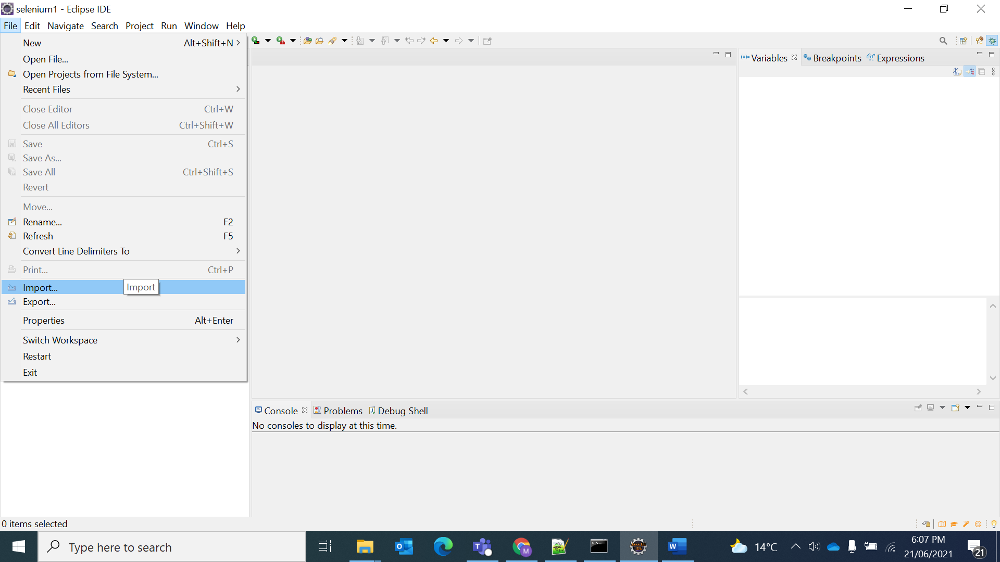 selenium1 - Eclipse IDE
File Edit Navigate Search Project Run Window Help
New Alt+Shift+N
Open File...
Open Projects from File System...
Recent Files
Close Editor Ctrl+W
Close All Editors Ctrl+Shift+W
Save Ctrl+S
Save As...
Save All Ctrl+Shift+S
Revert
Move...
Rename... F2
Refresh F5
Convert Line Delimiters To
Print... Ctrl+P
Import... Import
Export...
Properties Alt+Enter
Switch Workspace
Restart
Exit
(x)= Variables Breakpoints Expressions
Console Problems Debug Shell
No consoles to display at this time.
0 items selected
Type here to search
14°C
6:07 PM
21/06/2021
21